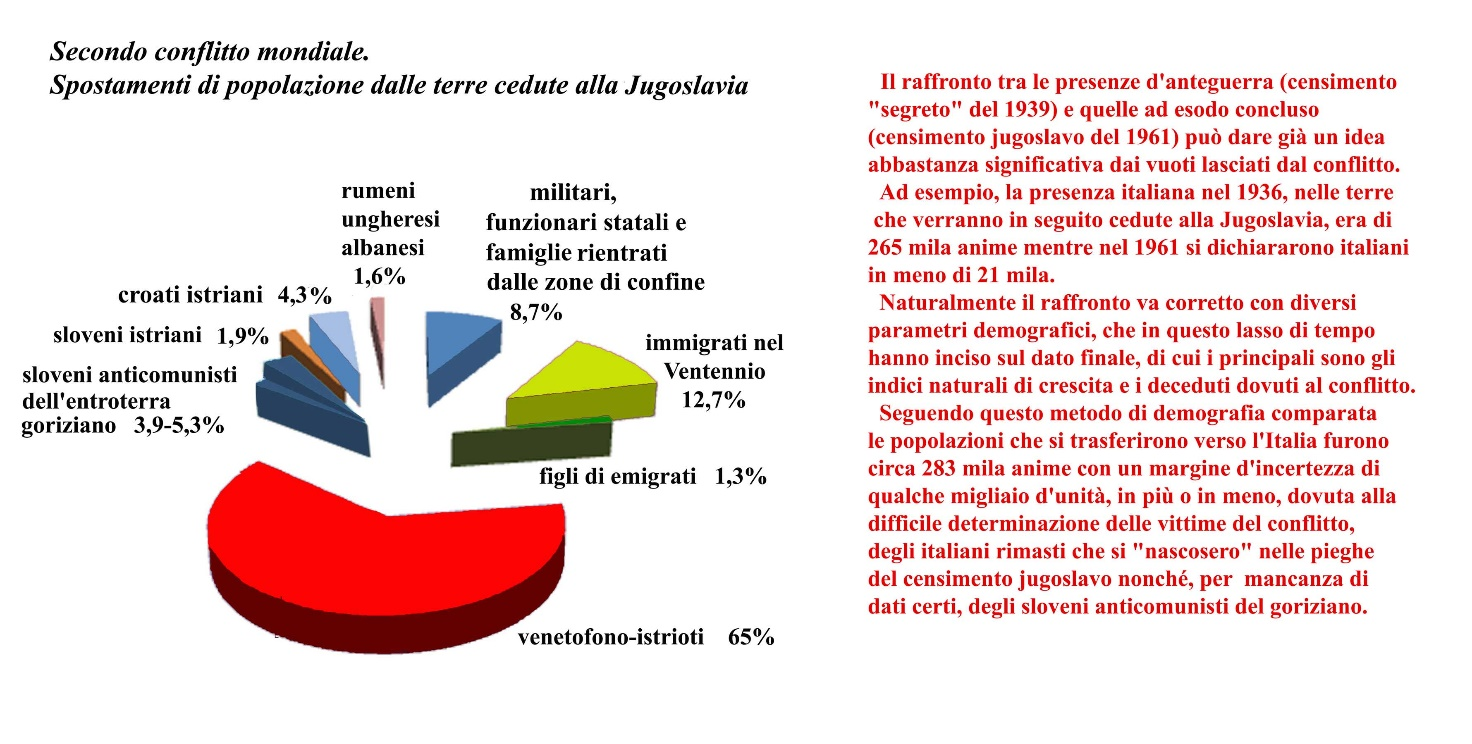 Secondo conflitto mondiale.
Spostamenti di popolazione dalle terre cedute alla Jugoslavia
rumeni
ungheresi
albanesi
1,6%
militari,
funzionari statali e
famiglie rientrati
dalle zone di confine
8,7%
croati istriani 4,3%
sloveni istriani 1,9%
sloveni anticomunisti
dell'entroterra
goriziano 3,9-5,3%
immigrati nel
Ventennio
12,7%
figli di emigrati 1,3%
venetofono-istrioti 65%
Il raffronto tra le presenze d'anteguerra (censimento
"segreto" del 1939) e quelle ad esodo concluso
(censimento jugoslavo del 1961) può dare già un idea
abbastanza significativa dai vuoti lasciati dal conflitto.
Ad esempio, la presenza italiana nel 1936, nelle terre
che verranno in seguito cedute alla Jugoslavia, era di
265 mila anime mentre nel 1961 si dichiararono italiani
in meno di 21 mila.
Naturalmente il raffronto va corretto con diversi
parametri demografici, che in questo lasso di tempo
hanno inciso sul dato finale, di cui i principali sono gli
indici naturali di crescita e i deceduti dovuti al conflitto.
Seguendo questo metodo di demografia comparata
le popolazioni che si trasferirono verso l'Italia furono
circa 283 mila anime con un margine d'incertezza di
qualche migliaio d'unità, in più o in meno, dovuta alla
difficile determinazione delle vittime del conflitto,
degli italiani rimasti che si "nascosero" nelle pieghe
del censimento jugoslavo nonché, per mancanza di
dati certi, degli sloveni anticomunisti del goriziano.